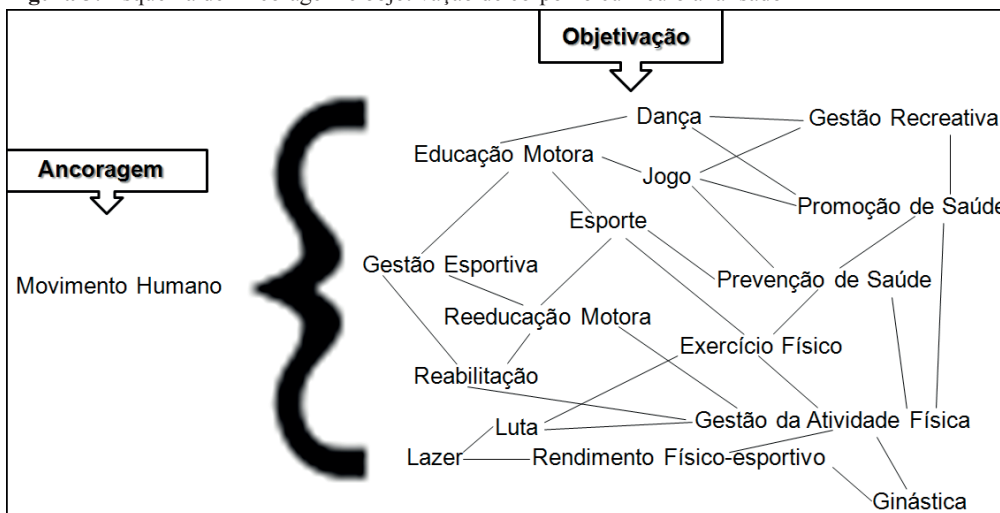 Objetivação
Dança
Gestão Recreativa
Educação Motora
Ancoragem
Jogo
Promoção de Saúde
Esporte
Gestão Esportiva
Movimento Humano
Prevenção de Saúde
Reeducação Motora
Exercício Físico
Reabilitação
Gestão da Atividade Física
Luta
Lazer
Rendimento Físico-esportivo
Ginástica